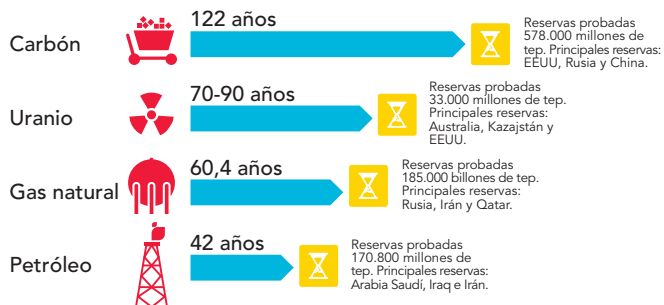 Carbón
122 años
Reservas probadas
578.000 millones de
tep. Principales reservas:
EEUU, Rusia y China.
Uranio
70-90 años
Reservas probadas
33.000 millones de tep.
Principales reservas:
Australia, Kazajstán y
EEUU.
Gas natural
60,4 años
Reservas probadas
185.000 billones de tep.
Principales reservas:
Rusia, Irán y Qatar.
Petróleo
42 años
Reservas probadas
170.800 millones de
tep. Principales reservas:
Arabia Saudí, Iraq e Irán.